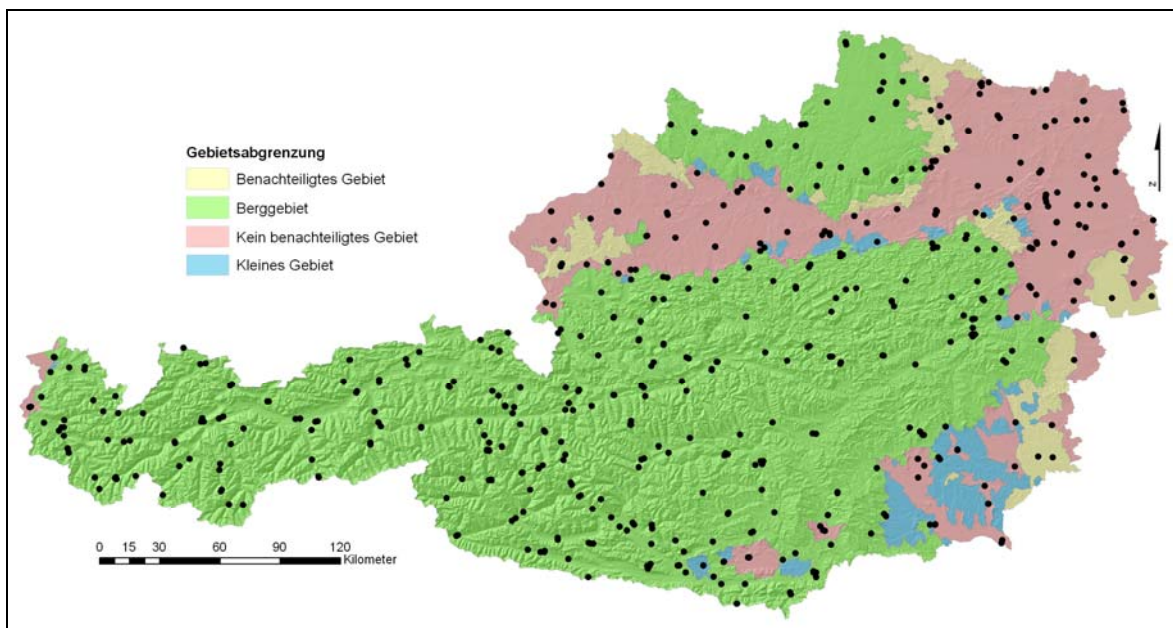 Gebietsabgrenzung
Benachteiligtes Gebiet
Berggebiet
Kein benachteiligtes Gebiet
Kleines Gebiet
N
0 15 30 60 90 120
Kilometer